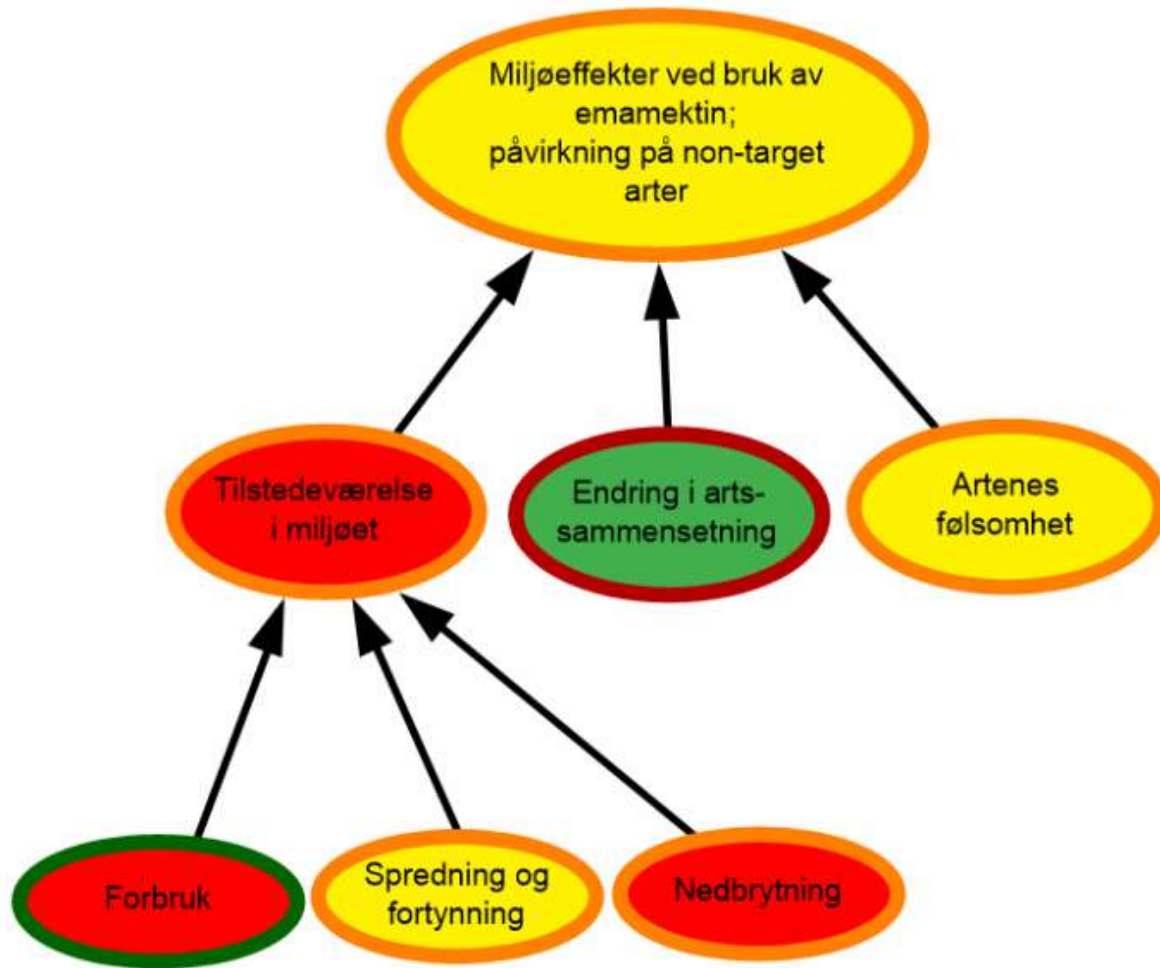 Miljøeffekter ved bruk av
emamektin;
påvirkning på non-target
arter
Tilstedeværelse
i miljøet
Endring i arts-
sammensetning
Artenes
følsomhet
Forbruk
Spredning og
fortynning
Nedbrytning